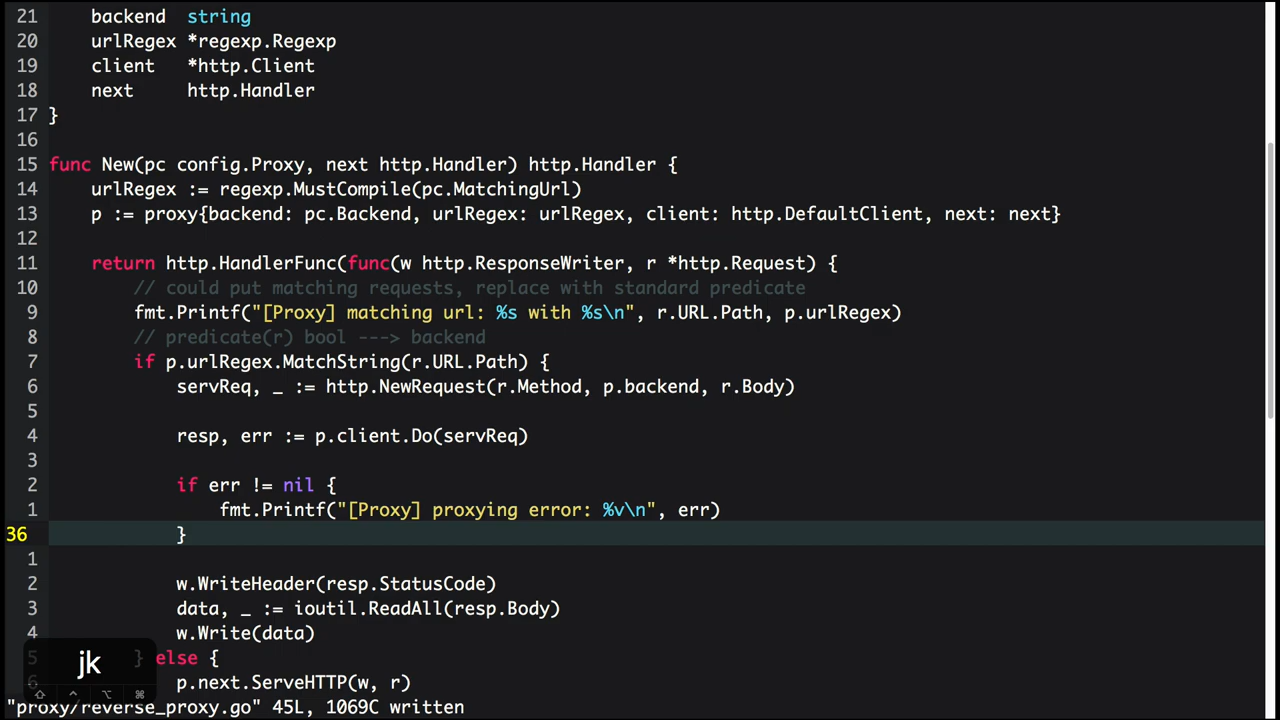 21 backend string
20 urlRegex *regexp.Regexp
19 client *http.Client
18 next http.Handler
17 }
16
15 func New(pc config.Proxy, next http.Handler) http.Handler {
14 urlRegex := regexp.MustCompile(pc.MatchingUrl)
13 p := proxy{backend: pc.Backend, urlRegex: urlRegex, client: http.DefaultClient, next: next}
12
11 return http.HandlerFunc(func(w http.ResponseWriter, r *http.Request) {
10 // could put matching requests, replace with standard predicate
9 fmt.Printf("[Proxy] matching url: %s with %s\n", r.URL.Path, p.urlRegex)
8 // predicate(r) bool ---> backend
7 if p.urlRegex.MatchString(r.URL.Path) {
6 servReq, _ := http.NewRequest(r.Method, p.backend, r.Body)
5
4 resp, err := p.client.Do(servReq)
3
2 if err != nil {
1 fmt.Printf("[Proxy] proxying error: %v\n", err)
36 }
1
2 w.WriteHeader(resp.StatusCode)
3 data, _ := ioutil.ReadAll(resp.Body)
4 w.Write(data)
5 } else {
6 p.next.ServeHTTP(w, r)
jk
⇧ ⌃ ⌥ ⌘
"proxy/reverse_proxy.go" 45L, 1069C written